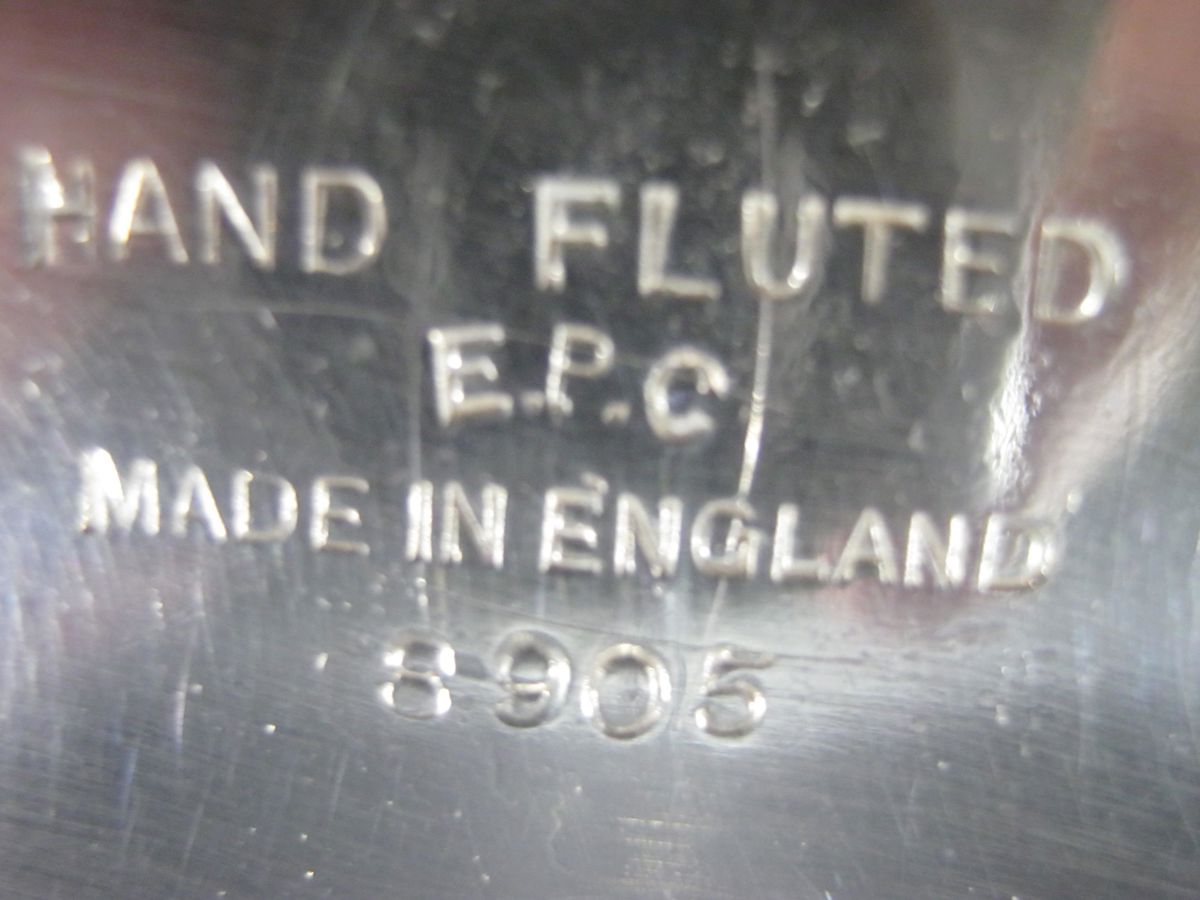 HAND FLUTED
E.P.C
MADE IN ENGLAND
8905